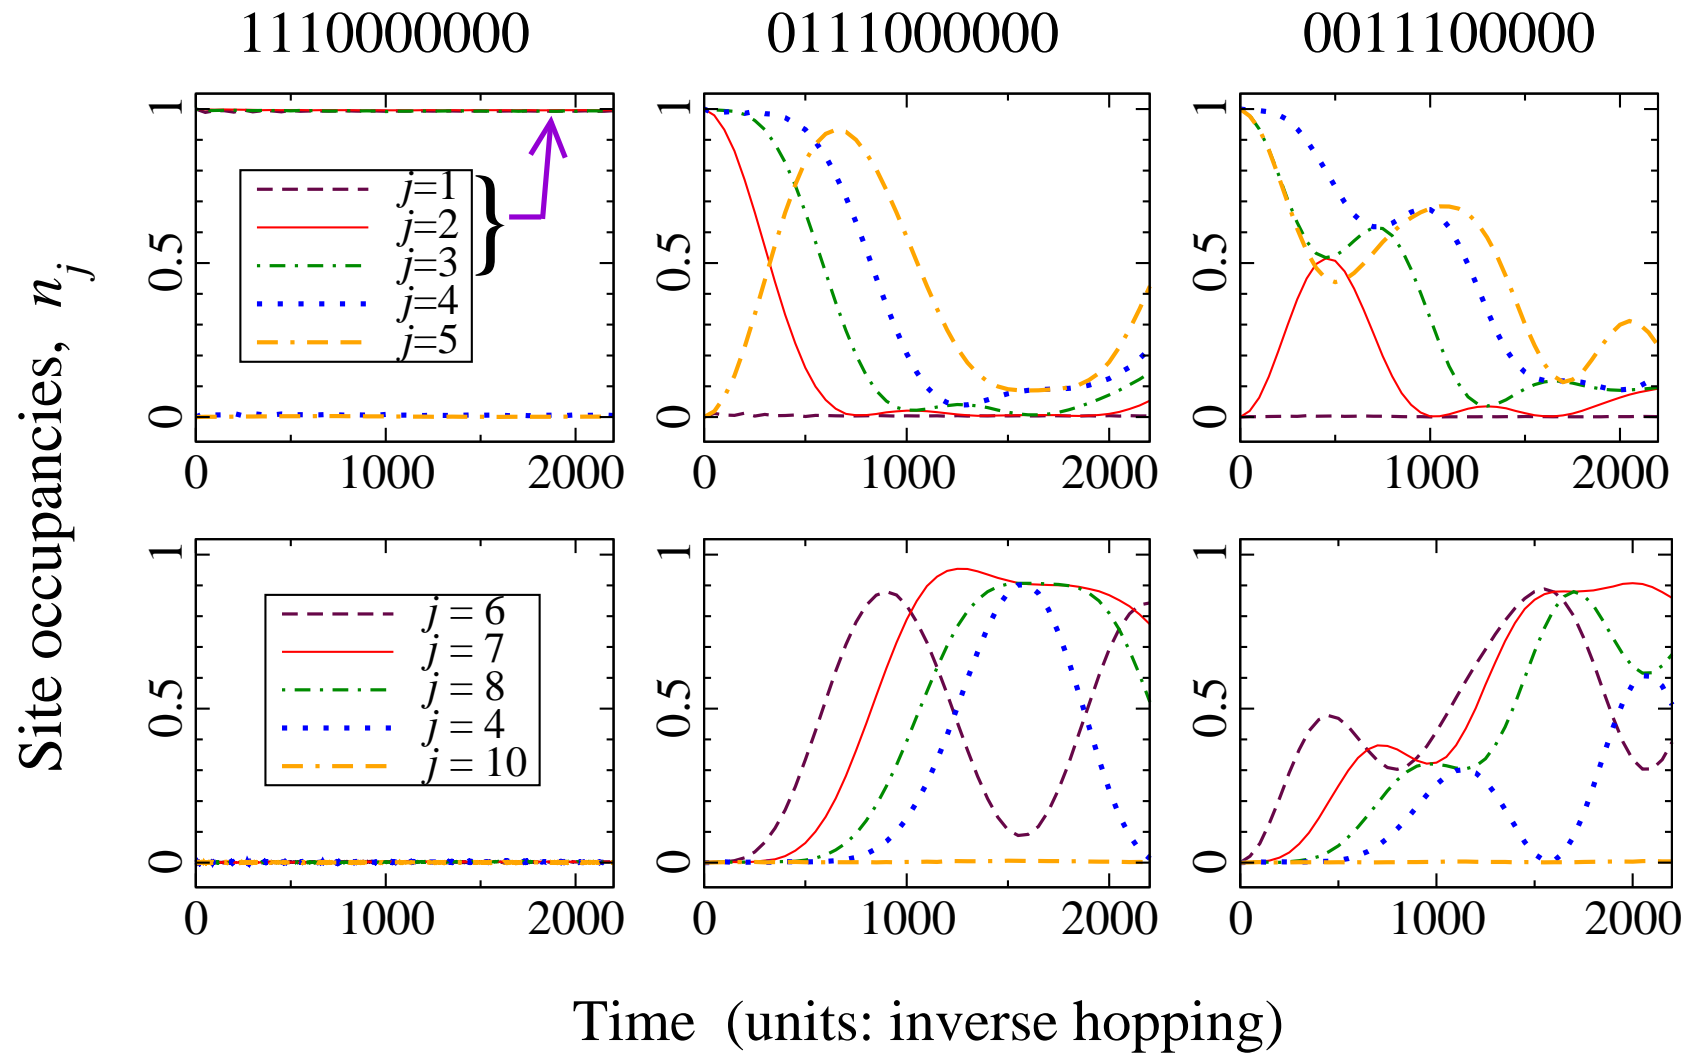 1110000000 0111000000 0011100000
1 1 1
j=1
j=2
0.5 j=3 } 0.5 0.5
j=4
j=5
0 0 0
0 1000 2000 0 1000 2000 0 1000 2000
Site occupancies, nj
1 1 1
j = 6
j = 7
0.5 j = 8 0.5 0.5
j = 4
j = 10
0 0 0
0 1000 2000 0 1000 2000 0 1000 2000
Time (units: inverse hopping)